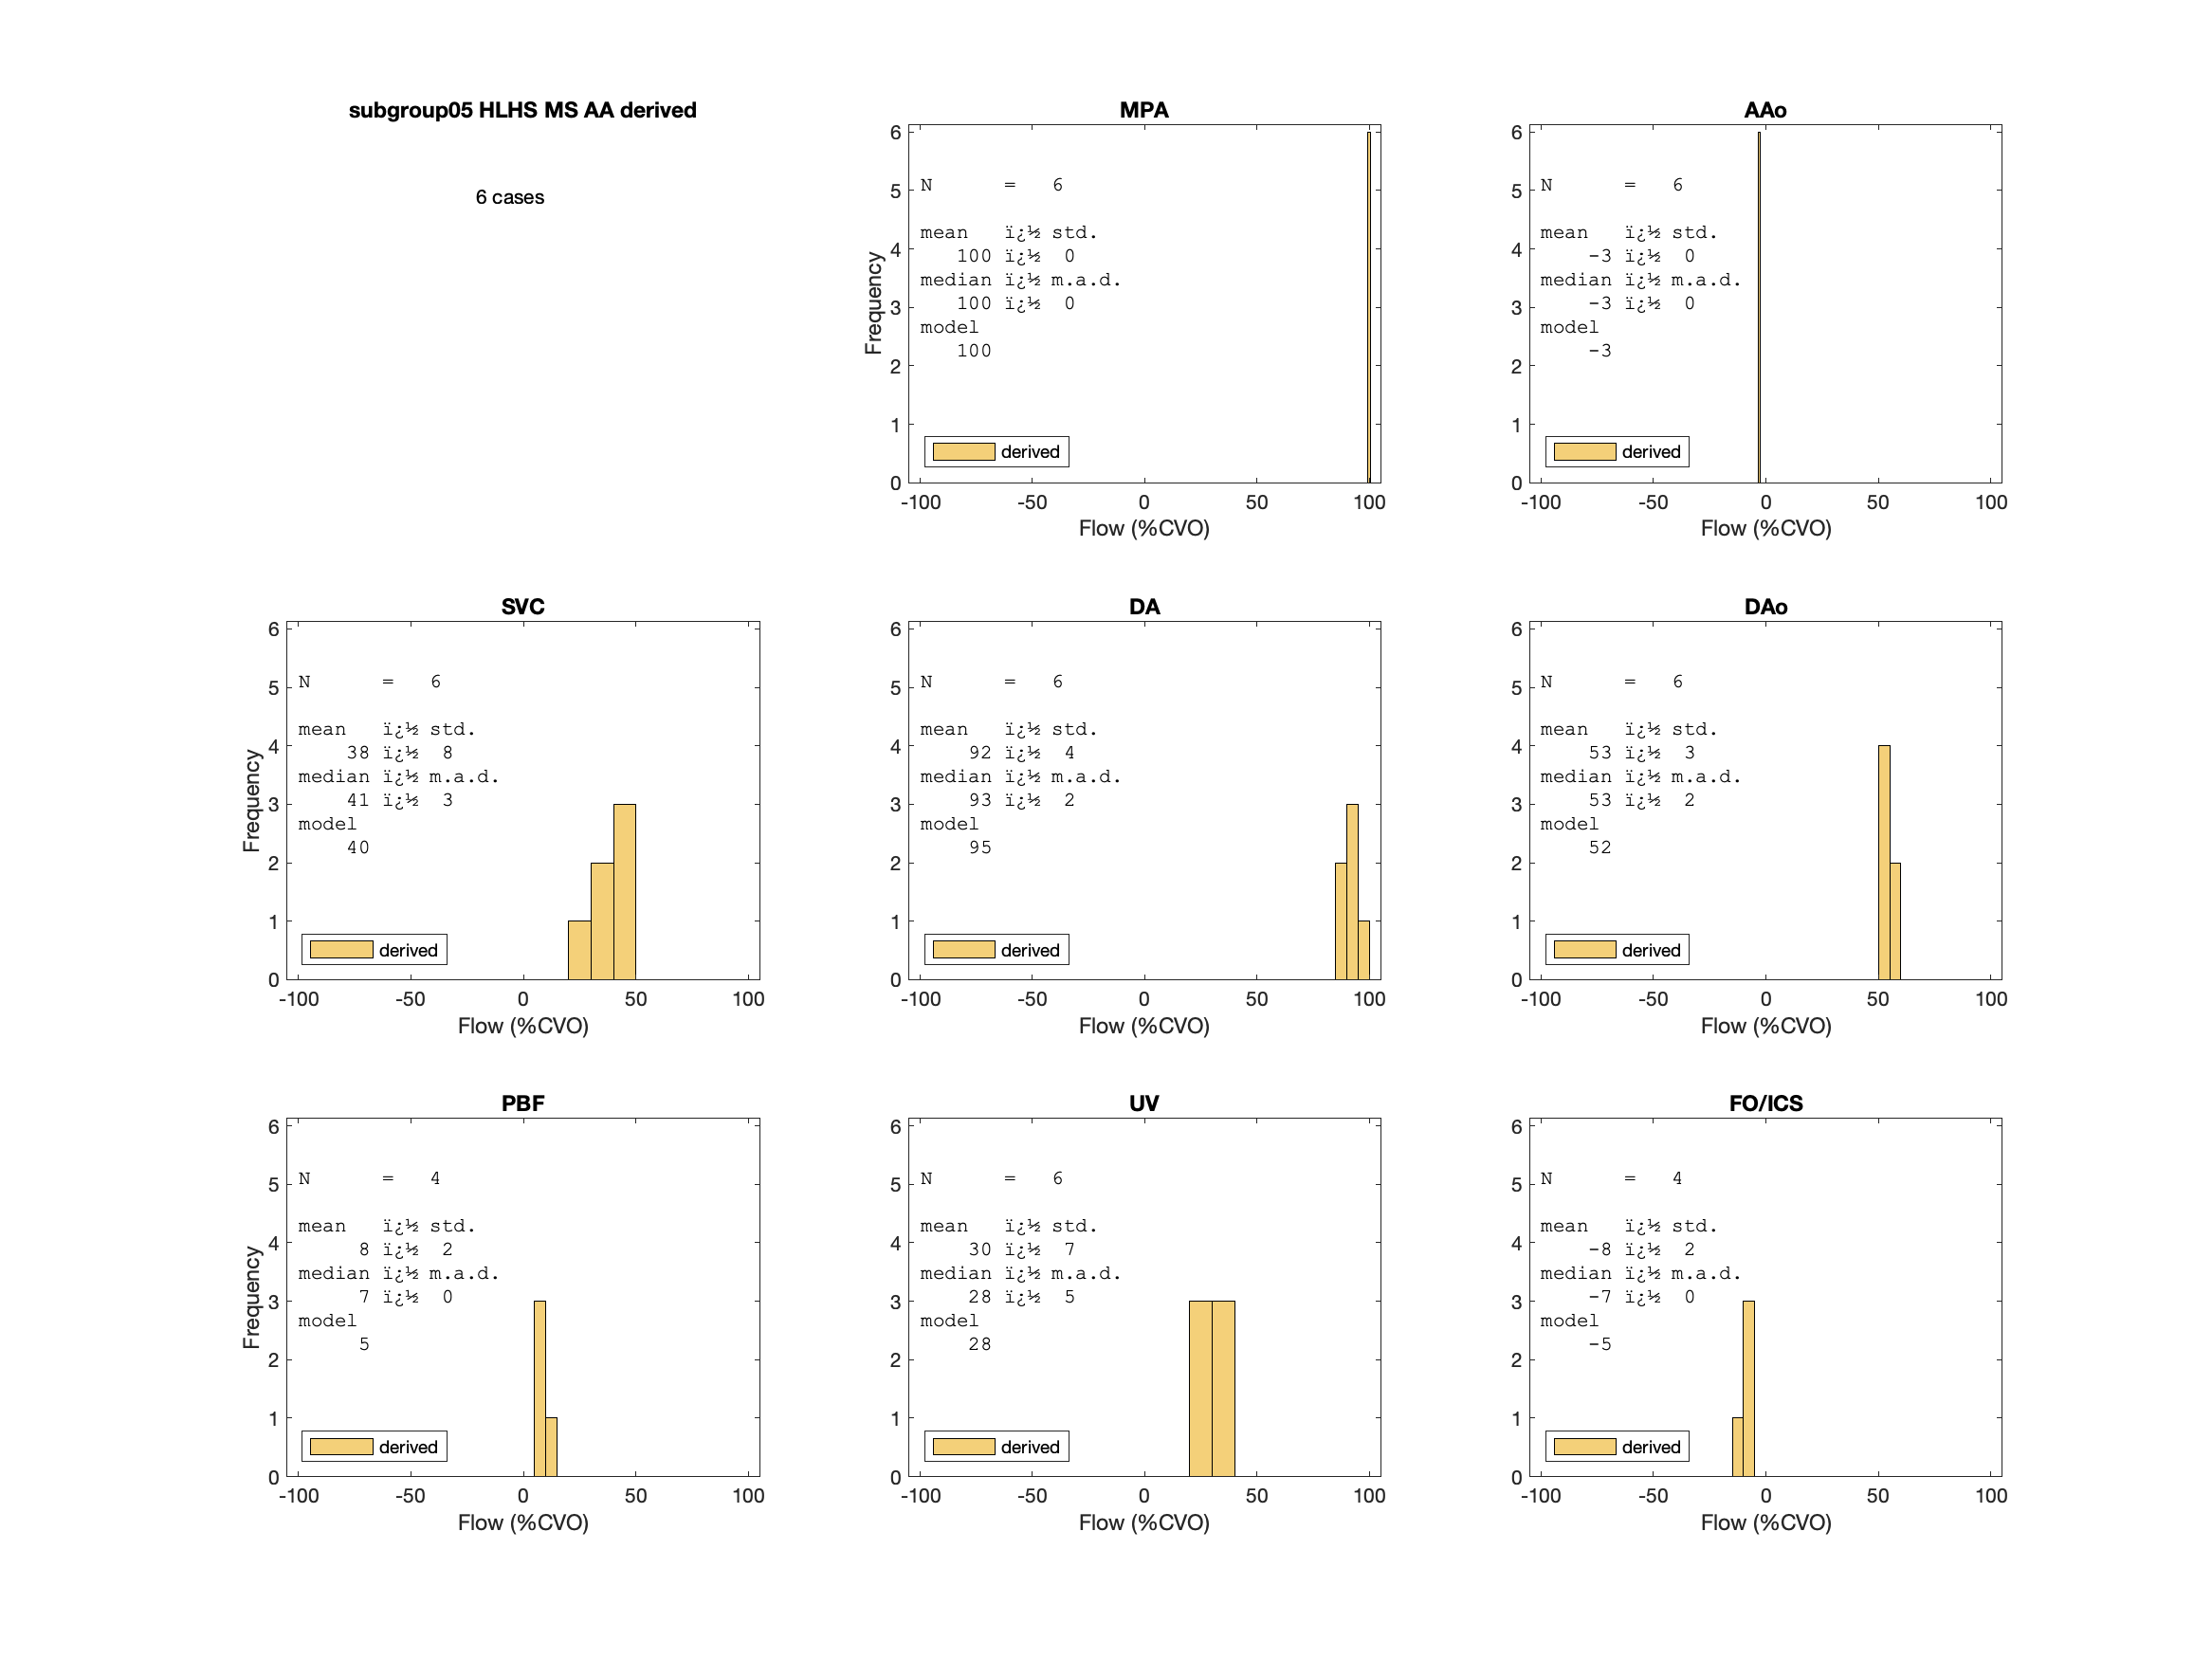 subgroup05 HLHS MS AA derived
6 cases
MPA
6
5
4
3
2
1
0
Frequency
N = 6
mean ï¿½ std.
100 ï¿½ 0
median ï¿½ m.a.d.
100 ï¿½ 0
model
100
derived
-100 -50 0 50 100
Flow (%CVO)
AAo
6
5
4
3
2
1
0
N = 6
mean ï¿½ std.
-3 ï¿½ 0
median ï¿½ m.a.d.
-3 ï¿½ 0
model
-3
derived
-100 -50 0 50 100
Flow (%CVO)
SVC
6
5
4
3
2
1
0
Frequency
N = 6
mean ï¿½ std.
38 ï¿½ 8
median ï¿½ m.a.d.
41 ï¿½ 3
model
40
derived
-100 -50 0 50 100
Flow (%CVO)
DA
6
5
4
3
2
1
0
N = 6
mean ï¿½ std.
92 ï¿½ 4
median ï¿½ m.a.d.
93 ï¿½ 2
model
95
derived
-100 -50 0 50 100
Flow (%CVO)
DAo
6
5
4
3
2
1
0
N = 6
mean ï¿½ std.
53 ï¿½ 3
median ï¿½ m.a.d.
53 ï¿½ 2
model
52
derived
-100 -50 0 50 100
Flow (%CVO)
PBF
6
5
4
3
2
1
0
Frequency
N = 4
mean ï¿½ std.
8 ï¿½ 2
median ï¿½ m.a.d.
7 ï¿½ 0
model
5
derived
-100 -50 0 50 100
Flow (%CVO)
UV
6
5
4
3
2
1
0
N = 6
mean ï¿½ std.
30 ï¿½ 7
median ï¿½ m.a.d.
28 ï¿½ 5
model
28
derived
-100 -50 0 50 100
Flow (%CVO)
FO/ICS
6
5
4
3
2
1
0
N = 4
mean ï¿½ std.
-8 ï¿½ 2
median ï¿½ m.a.d.
-7 ï¿½ 0
model
-5
derived
-100 -50 0 50 100
Flow (%CVO)